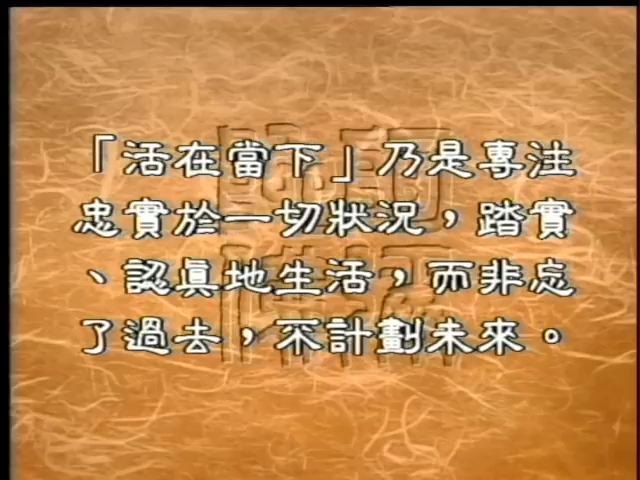 「活在當下」乃是專注
忠實於一切狀況，踏實
、認真地生活，而非忘
了過去，不計劃未來。